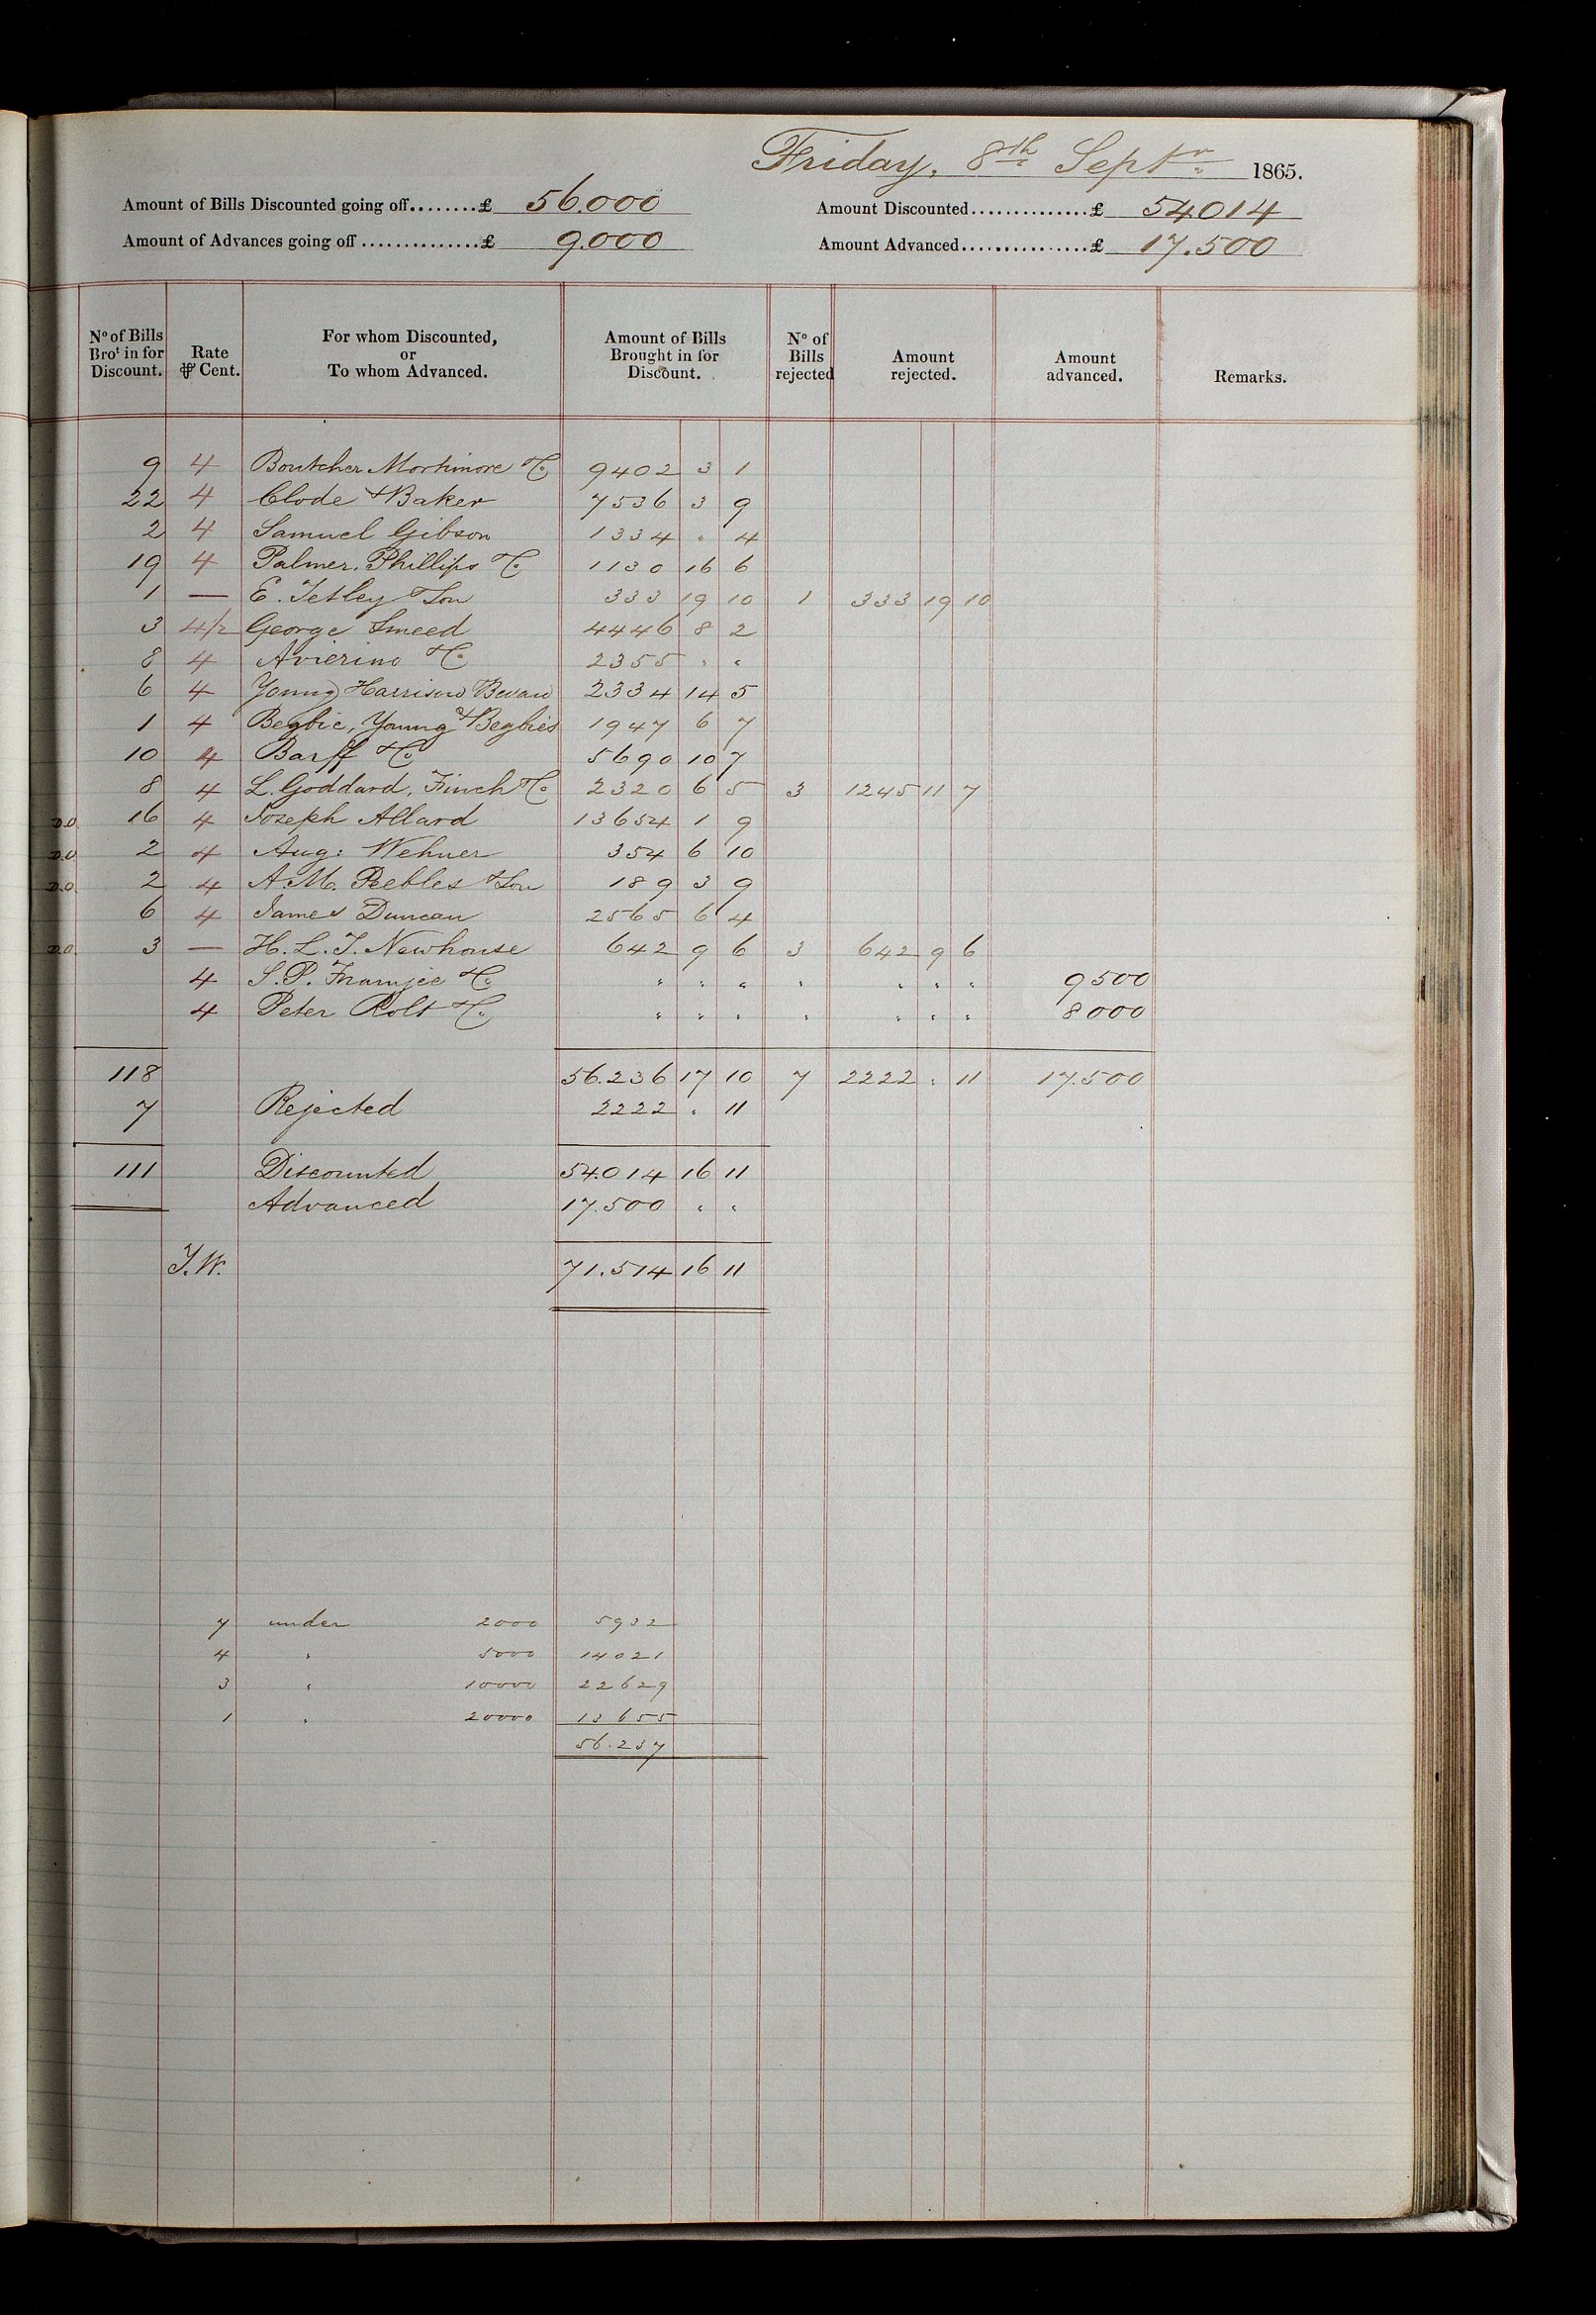 Friday, 8th Septr 1865.
Amount of Bills Discounted going off........£ 56.000 Amount Discounted..............£ 54014
Amount of Advances going off..............£ 9.000 Amount Advanced................£ 17.500
No of Bills Brot in for Discount. Rate ⅌ Cent. For whom Discounted, or To whom Advanced. Amount of Bills Brought in for Discount. No of Bills rejected Amount rejected. Amount advanced. Remarks.
9 4 Boutcher Mortimore & Co 9402 3 1
22 4 Clode & Baker 7536 3 9
2 4 Samuel Gibson 1334 " 4
19 4 Palmer, Phillips & Co 1130 16 6
1 — E. Tetley & Son 333 19 10 1 333 19 10
3 4½ George Smeed 4446 8 2
8 4 Avierino & Co 2355 " "
6 4 Young Harrison & Bevan 2334 14 5
1 4 Begbie, Young & Begbies 1947 6 7
10 4 Barff & Co 5690 10 7
8 4 L. Goddard, Finch & Co 2320 6 5 3 1245 11 7
D.O. 16 4 Joseph Allard 13654 1 9
D.O. 2 4 Aug: Wehner 354 6 10
D.O. 2 4 A. M. Peebles & Son 189 3 9
6 4 James Duncan 2565 6 4
D.O. 3 — H. L. T. Newhouse 642 9 6 3 642 9 6
4 S. P. Framjee & Co " " " " " " " 9500
4 Peter Rolt & Co " " " " " " " 8000
118 56.236 17 10 7 2222 " 11 17.500
7 Rejected 2222 " 11
111 Discounted 54.014 16 11
Advanced 17.500 " "
T.W. 71.514 16 11
7 under 2000 5932
4 " 5000 14021
3 " 10000 22629
1 " 20000 13655
56.237